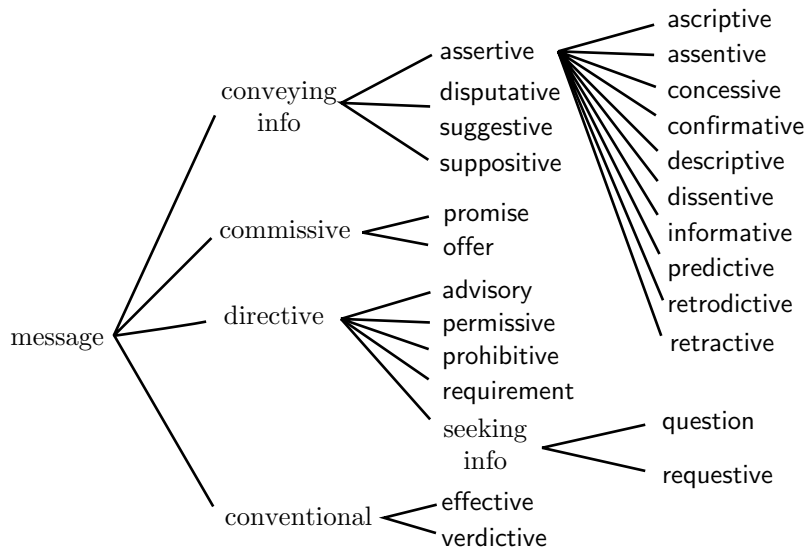 message
conveying
info
assertive
ascriptive
assentive
concessive
confirmative
descriptive
dissentive
informative
predictive
retrodictive
retractive
disputative
suggestive
suppositive
commissive
promise
offer
directive
advisory
permissive
prohibitive
requirement
seeking
info
question
requestive
conventional
effective
verdictive